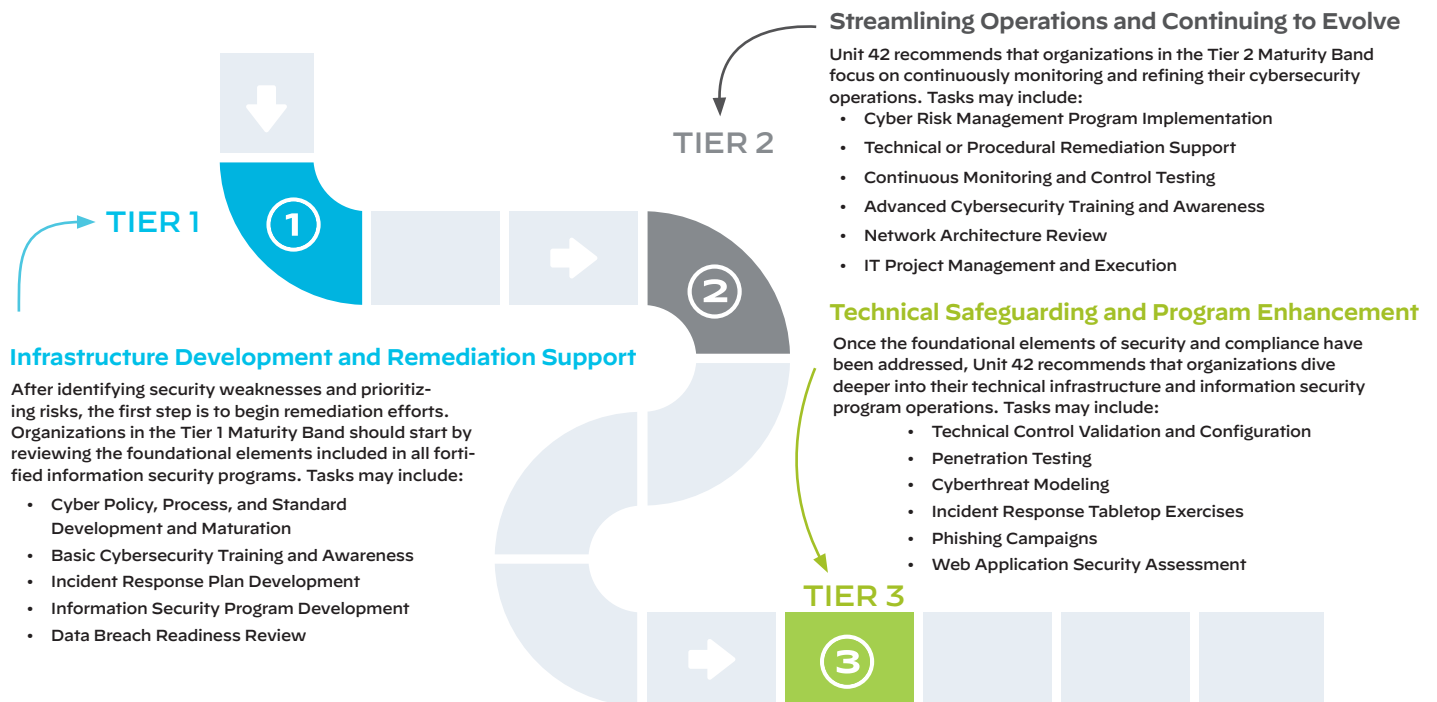 TIER 1
1
Infrastructure Development and Remediation Support
After identifying security weaknesses and prioritiz-
ing risks, the first step is to begin remediation efforts.
Organizations in the Tier 1 Maturity Band should start by
reviewing the foundational elements included in all forti-
fied information security programs. Tasks may include:
• Cyber Policy, Process, and Standard
Development and Maturation
• Basic Cybersecurity Training and Awareness
• Incident Response Plan Development
• Information Security Program Development
• Data Breach Readiness Review
TIER 2
2
Streamlining Operations and Continuing to Evolve
Unit 42 recommends that organizations in the Tier 2 Maturity Band
focus on continuously monitoring and refining their cybersecurity
operations. Tasks may include:
• Cyber Risk Management Program Implementation
• Technical or Procedural Remediation Support
• Continuous Monitoring and Control Testing
• Advanced Cybersecurity Training and Awareness
• Network Architecture Review
• IT Project Management and Execution
Technical Safeguarding and Program Enhancement
Once the foundational elements of security and compliance have
been addressed, Unit 42 recommends that organizations dive
deeper into their technical infrastructure and information security
program operations. Tasks may include:
• Technical Control Validation and Configuration
• Penetration Testing
• Cyberthreat Modeling
• Incident Response Tabletop Exercises
• Phishing Campaigns
• Web Application Security Assessment
TIER 3
3